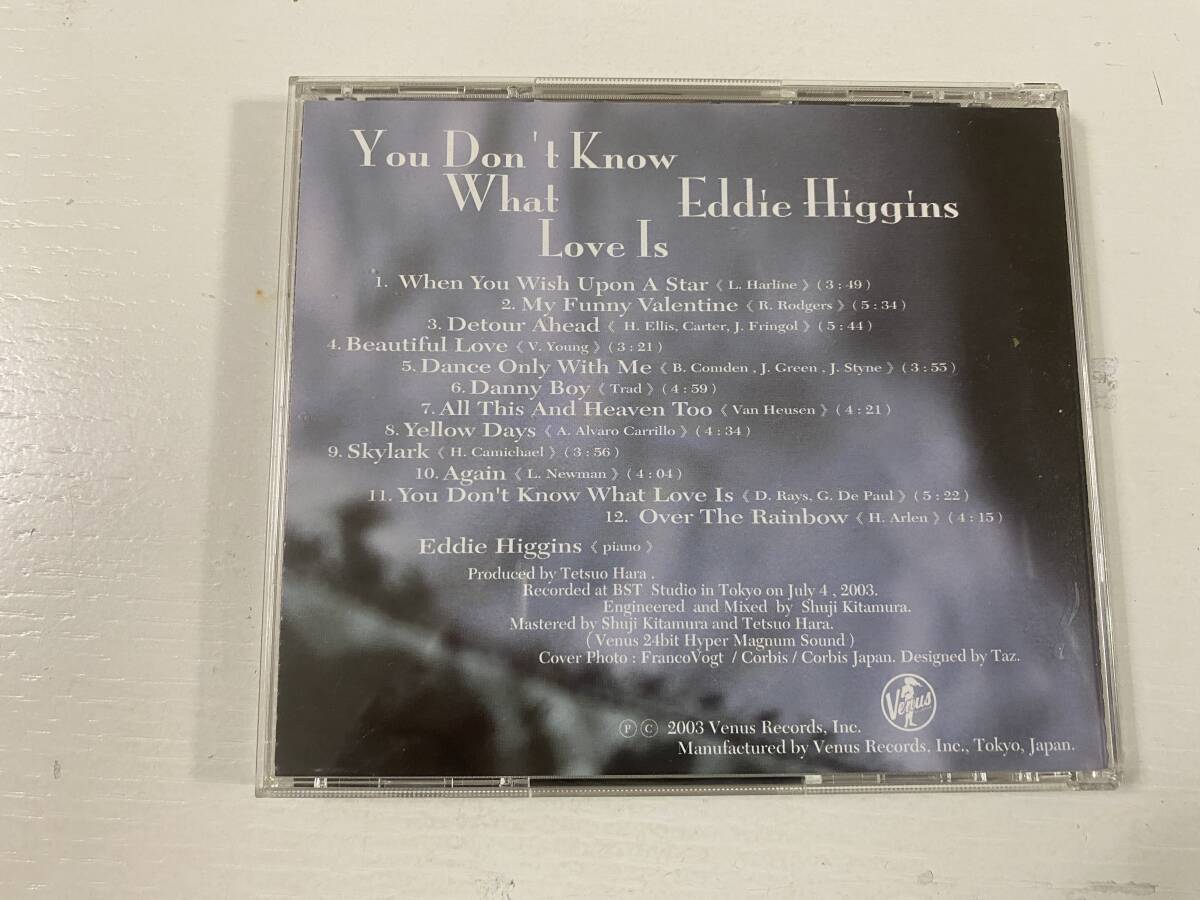 You Don't Know
What
Love Is
Eddie Higgins
1. When You Wish Upon A Star《 L. Harline 》( 3 : 49 )
2. My Funny Valentine《 R. Rodgers 》( 5 : 34 )
3. Detour Ahead《 H. Ellis, Carter, J. Fringol 》( 5 : 44 )
4. Beautiful Love《 V. Young 》( 3 : 21 )
5. Dance Only With Me《 B. Comden , J. Green , J. Styne 》( 3 : 55 )
6. Danny Boy《 Trad 》( 4 : 59 )
7. All This And Heaven Too《 Van Heusen 》( 4 : 21 )
8. Yellow Days《 A. Alvaro Carrillo 》( 4 : 34 )
9. Skylark《 H. Camichael 》( 3 : 56 )
10. Again《 L. Newman 》( 4 : 04 )
11. You Don't Know What Love Is《 D. Rays, G. De Paul 》( 5 : 22 )
12. Over The Rainbow《 H. Arlen 》( 4 : 15 )
Eddie Higgins《 piano 》
Produced by Tetsuo Hara .
Recorded at BST Studio in Tokyo on July 4 , 2003.
Engineered and Mixed by Shuji Kitamura.
Mastered by Shuji Kitamura and Tetsuo Hara.
( Venus 24bit Hyper Magnum Sound )
Cover Photo : FrancoVogt / Corbis / Corbis Japan. Designed by Taz.
Venus
Ⓟ Ⓒ 2003 Venus Records, Inc.
Manufactured by Venus Records, Inc., Tokyo, Japan.